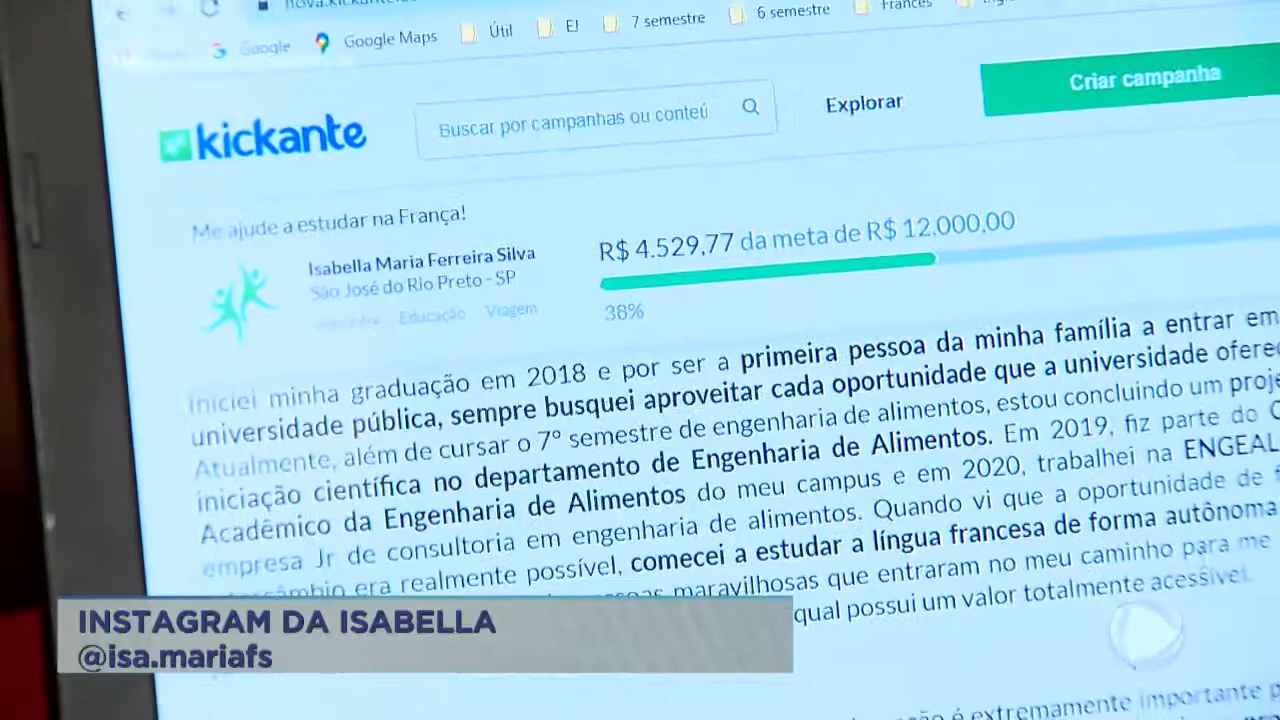 Google
Google Maps
Útil
EJ
7 semestre
6 semestre
Francês
kickante
Buscar por campanhas ou conteú
Explorar
Criar campanha
Me ajude a estudar na França!
Isabella Maria Ferreira Silva
São José do Rio Preto - SP
Educação
Viagem
R$ 4.529,77 da meta de R$ 12.000,00
38%
Iniciei minha graduação em 2018 e por ser a primeira pessoa da minha família a entrar em
universidade pública, sempre busquei aproveitar cada oportunidade que a universidade oferec
Atualmente, além de cursar o 7º semestre de engenharia de alimentos, estou concluindo um proje
iniciação científica no departamento de Engenharia de Alimentos. Em 2019, fiz parte do
Acadêmico da Engenharia de Alimentos do meu campus e em 2020, trabalhei na ENGEAL
empresa Jr de consultoria em engenharia de alimentos. Quando vi que a oportunidade de
era realmente possível, comecei a estudar a língua francesa de forma autônoma
maravilhosas que entraram no meu caminho para me
qual possui um valor totalmente acessível.
é extremamente importante p
INSTAGRAM DA ISABELLA
@isa.mariafs